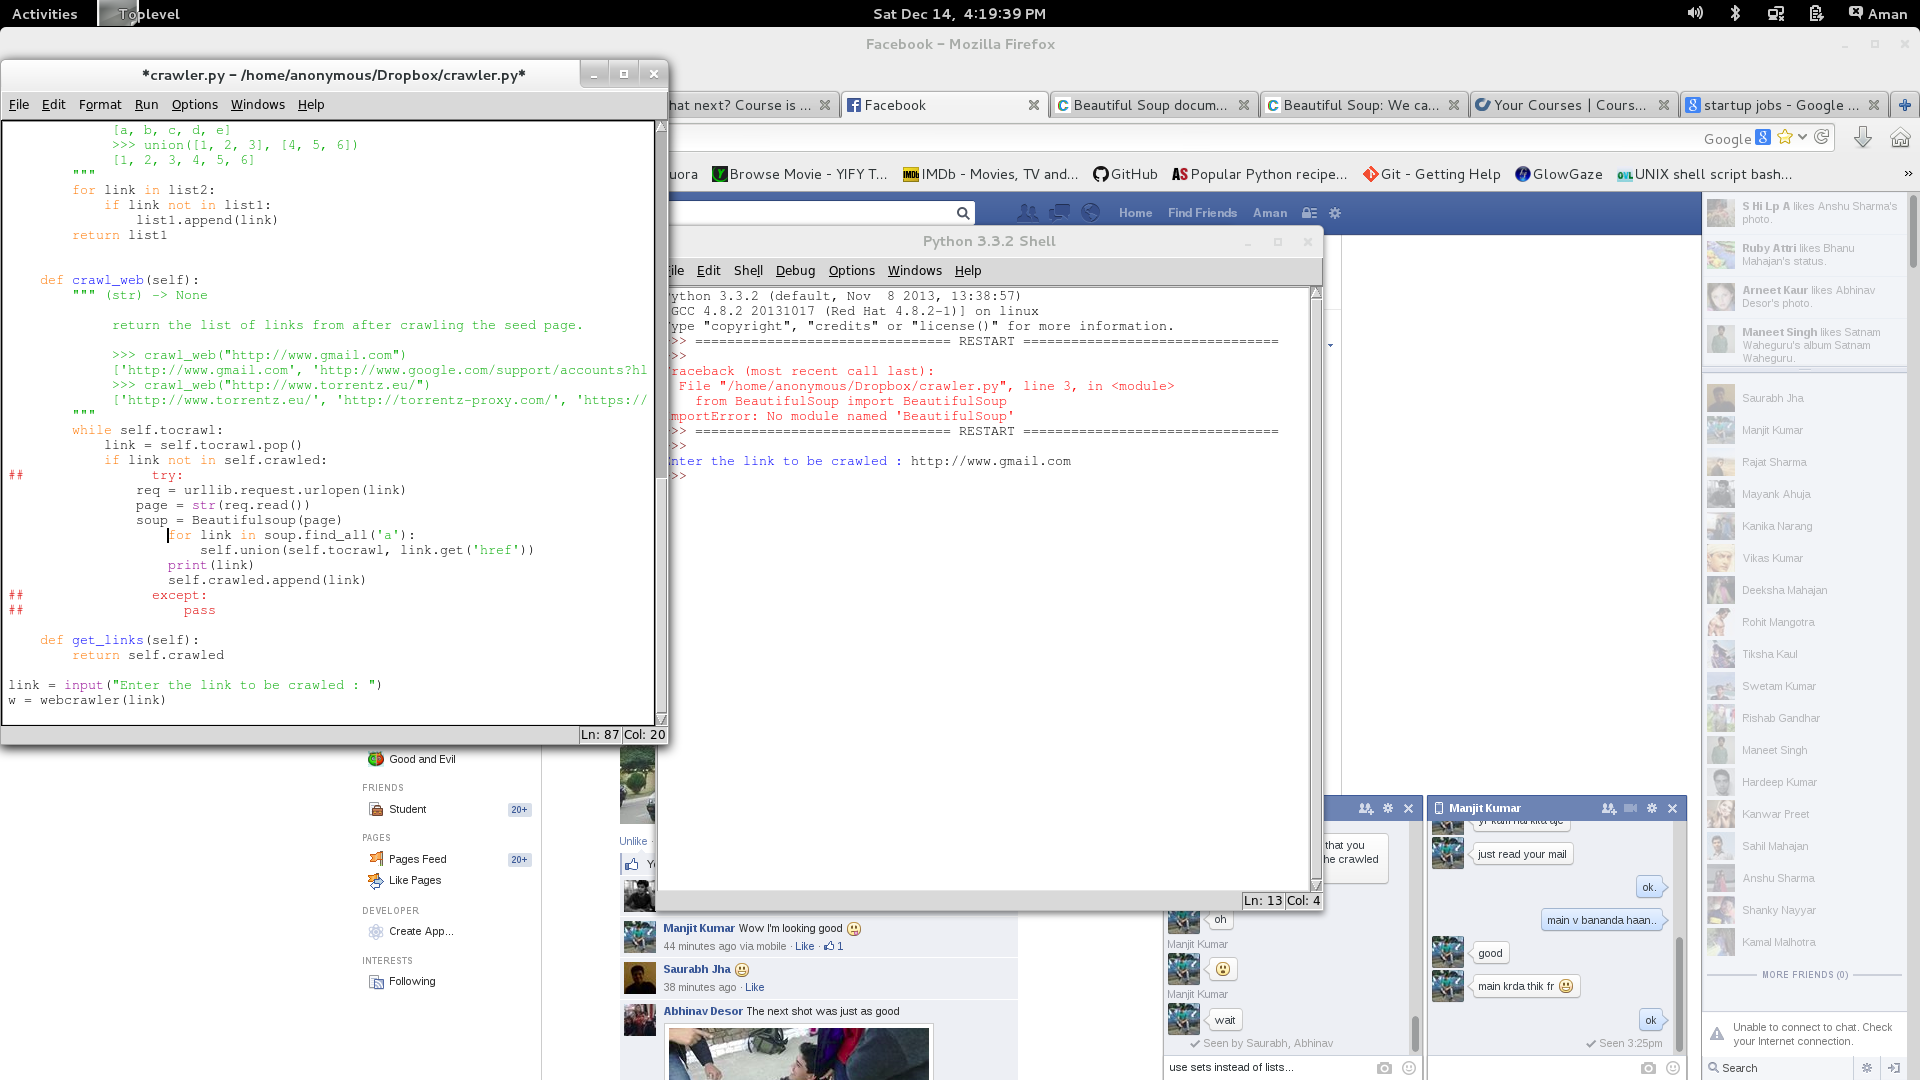 Activities
Toplevel
Sat Dec 14, 4:19:39 PM
Aman
Facebook – Mozilla Firefox
*crawler.py – /home/anonymous/Dropbox/crawler.py*
File Edit Format Run Options Windows Help
[a, b, c, d, e]
>>> union([1, 2, 3], [4, 5, 6])
[1, 2, 3, 4, 5, 6]
"""
for link in list2:
if link not in list1:
list1.append(link)
return list1
def crawl_web(self):
""" (str) -> None
return the list of links from after crawling the seed page.
>>> crawl_web("http://www.gmail.com")
['http://www.gmail.com', 'http://www.google.com/support/accounts?hl
>>> crawl_web("http://www.torrentz.eu/")
['http://www.torrentz.eu/', 'http://torrentz-proxy.com/', 'https://
"""
while self.tocrawl:
link = self.tocrawl.pop()
if link not in self.crawled:
## try:
req = urllib.request.urlopen(link)
page = str(req.read())
soup = Beautifulsoup(page)
for link in soup.find_all('a'):
self.union(self.tocrawl, link.get('href'))
print(link)
self.crawled.append(link)
## except:
## pass
def get_links(self):
return self.crawled
link = input("Enter the link to be crawled : ")
w = webcrawler(link)
Ln: 87 Col: 20
hat next? Course is ...
Facebook
Beautiful Soup docum...
Beautiful Soup: We ca...
Your Courses | Cours...
startup jobs - Google ...
Google
uora
Browse Movie - YIFY T...
IMDb - Movies, TV and...
GitHub
Popular Python recipe...
Git - Getting Help
GlowGaze
UNIX shell script bash...
Home Find Friends Aman
Python 3.3.2 Shell
ile Edit Shell Debug Options Windows Help
ython 3.3.2 (default, Nov 8 2013, 13:38:57)
GCC 4.8.2 20131017 (Red Hat 4.8.2-1)] on linux
ype "copyright", "credits" or "license()" for more information.
>> ================================ RESTART ================================
>>
raceback (most recent call last):
File "/home/anonymous/Dropbox/crawler.py", line 3, in <module>
from BeautifulSoup import BeautifulSoup
mportError: No module named 'BeautifulSoup'
>> ================================ RESTART ================================
>>
nter the link to be crawled : http://www.gmail.com
>>
Ln: 13 Col: 4
Good and Evil
FRIENDS
Student 20+
PAGES
Pages Feed 20+
Like Pages
DEVELOPER
Create App...
INTERESTS
Following
Unlike ·
Manjit Kumar Wow I'm looking good
44 minutes ago via mobile · Like · 1
Saurabh Jha
38 minutes ago · Like
Abhinav Desor The next shot was just as good
that you
he crawled
oh
Manjit Kumar
Manjit Kumar
wait
Seen by Saurabh, Abhinav
use sets instead of lists...
Manjit Kumar
just read your mail
ok.
main v bananda haan..
good
main krda thik fr
ok
Seen 3:25pm
S Hi Lp A likes Anshu Sharma's
photo.
Ruby Attri likes Bhanu
Mahajan's status.
Arneet Kaur likes Abhinav
Desor's photo.
Maneet Singh likes Satnam
Waheguru's album Satnam
Waheguru.
Saurabh Jha
Manjit Kumar
Rajat Sharma
Mayank Ahuja
Kanika Narang
Vikas Kumar
Deeksha Mahajan
Rohit Mangotra
Tiksha Kaul
Swetam Kumar
Rishab Gandhar
Maneet Singh
Hardeep Kumar
Kanwar Preet
Sahil Mahajan
Anshu Sharma
Shanky Nayyar
Kamal Malhotra
MORE FRIENDS (0)
Unable to connect to chat. Check
your Internet connection.
Search